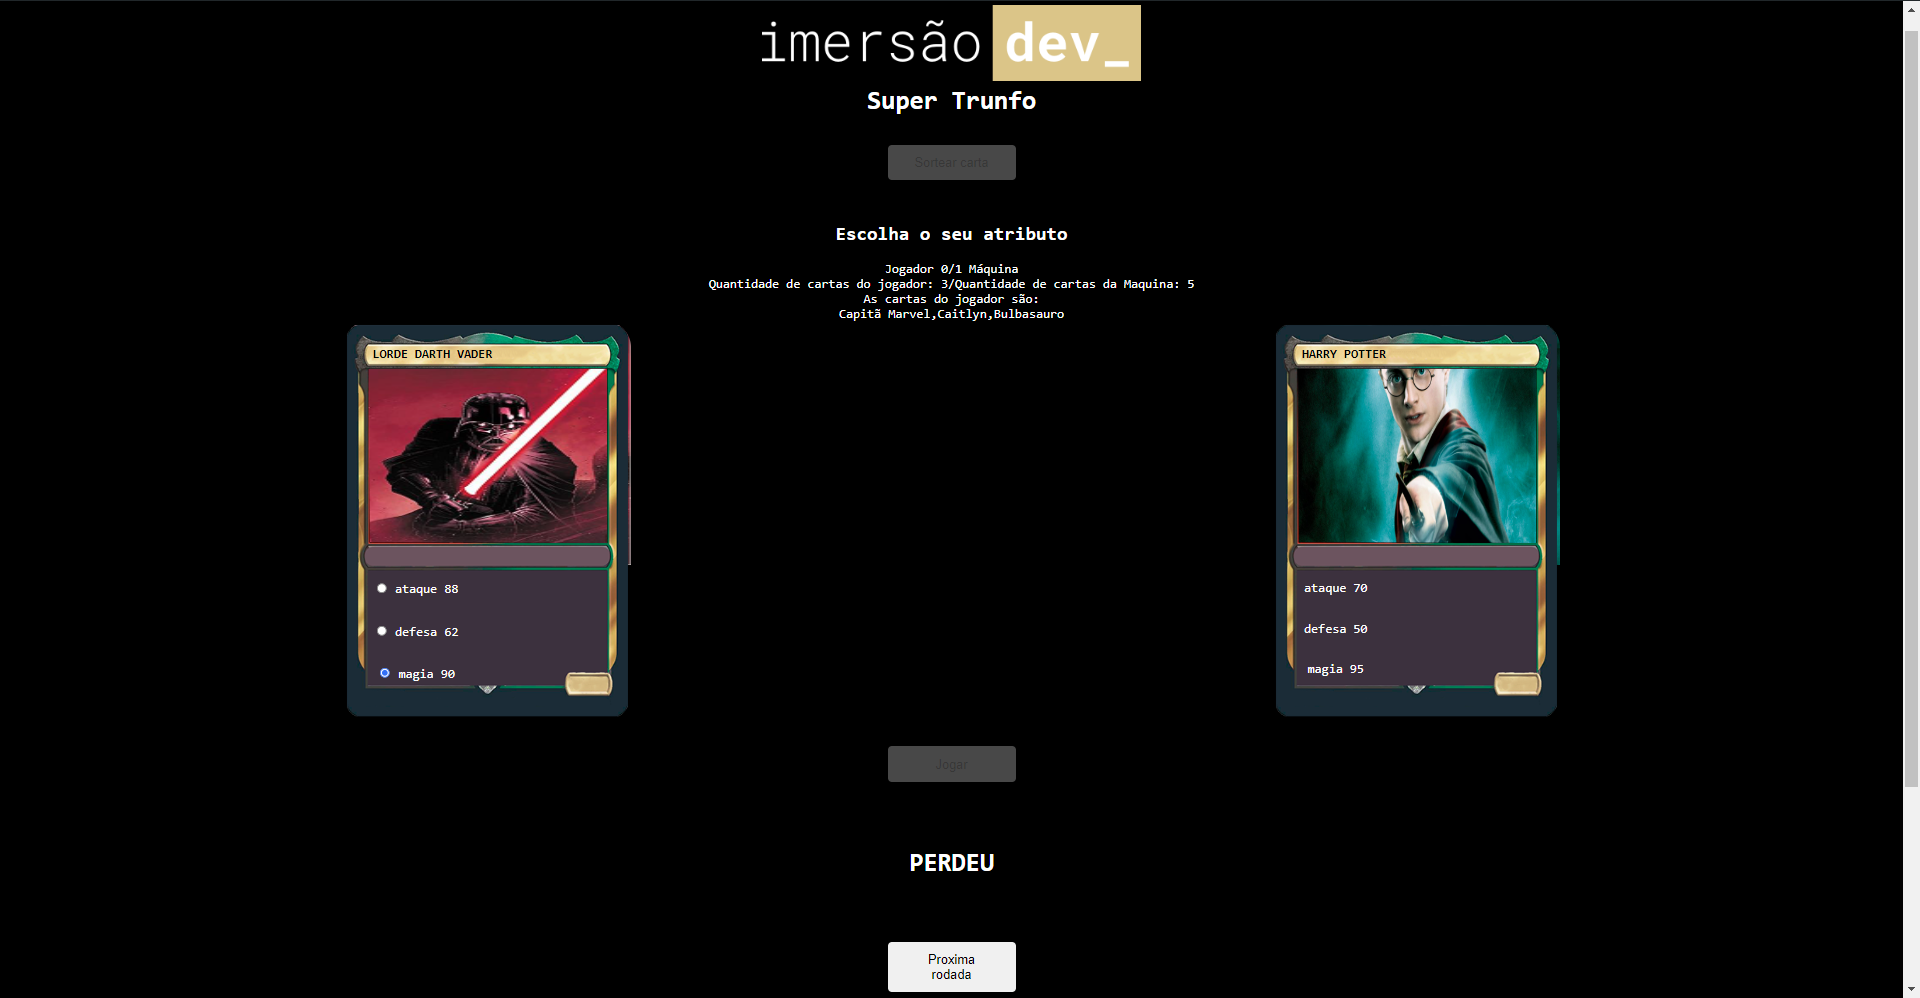 imersão dev_
Super Trunfo
Sortear carta
Escolha o seu atributo
Jogador 0/1 Máquina
Quantidade de cartas do jogador: 3/Quantidade de cartas da Maquina: 5
As cartas do jogador são:
Capitã Marvel,Caitlyn,Bulbasauro
LORDE DARTH VADER
ataque 88
defesa 62
magia 90
HARRY POTTER
ataque 70
defesa 50
magia 95
Jogar
PERDEU
Proxima
rodada